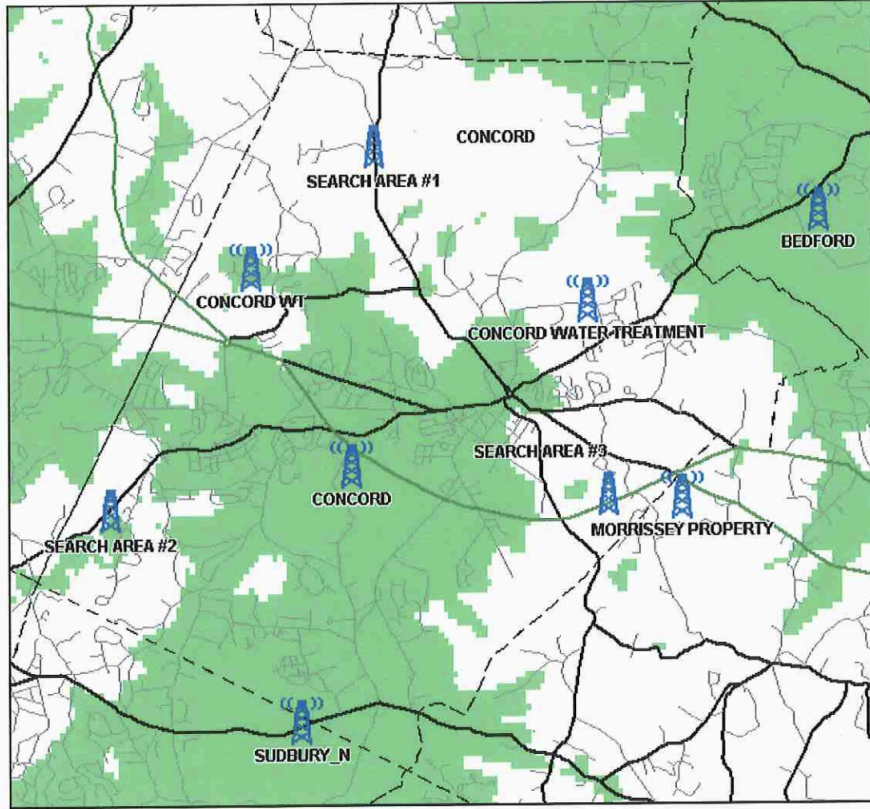 CONCORD
SEARCH AREA #1
BEDFORD
CONCORD WT
CONCORD WATER TREATMENT
SEARCH AREA #3
CONCORD
MORRISSEY PROPERTY
SEARCH AREA #2
SUDBURY_N